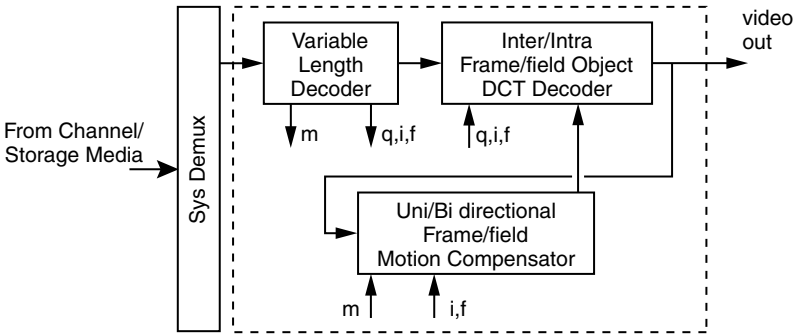 video
out
Variable
Length
Decoder
Inter/Intra
Frame/field Object
DCT Decoder
From Channel/
Storage Media
Sys Demux
m
q,i,f
q,i,f
Uni/Bi directional
Frame/field
Motion Compensator
m
i,f